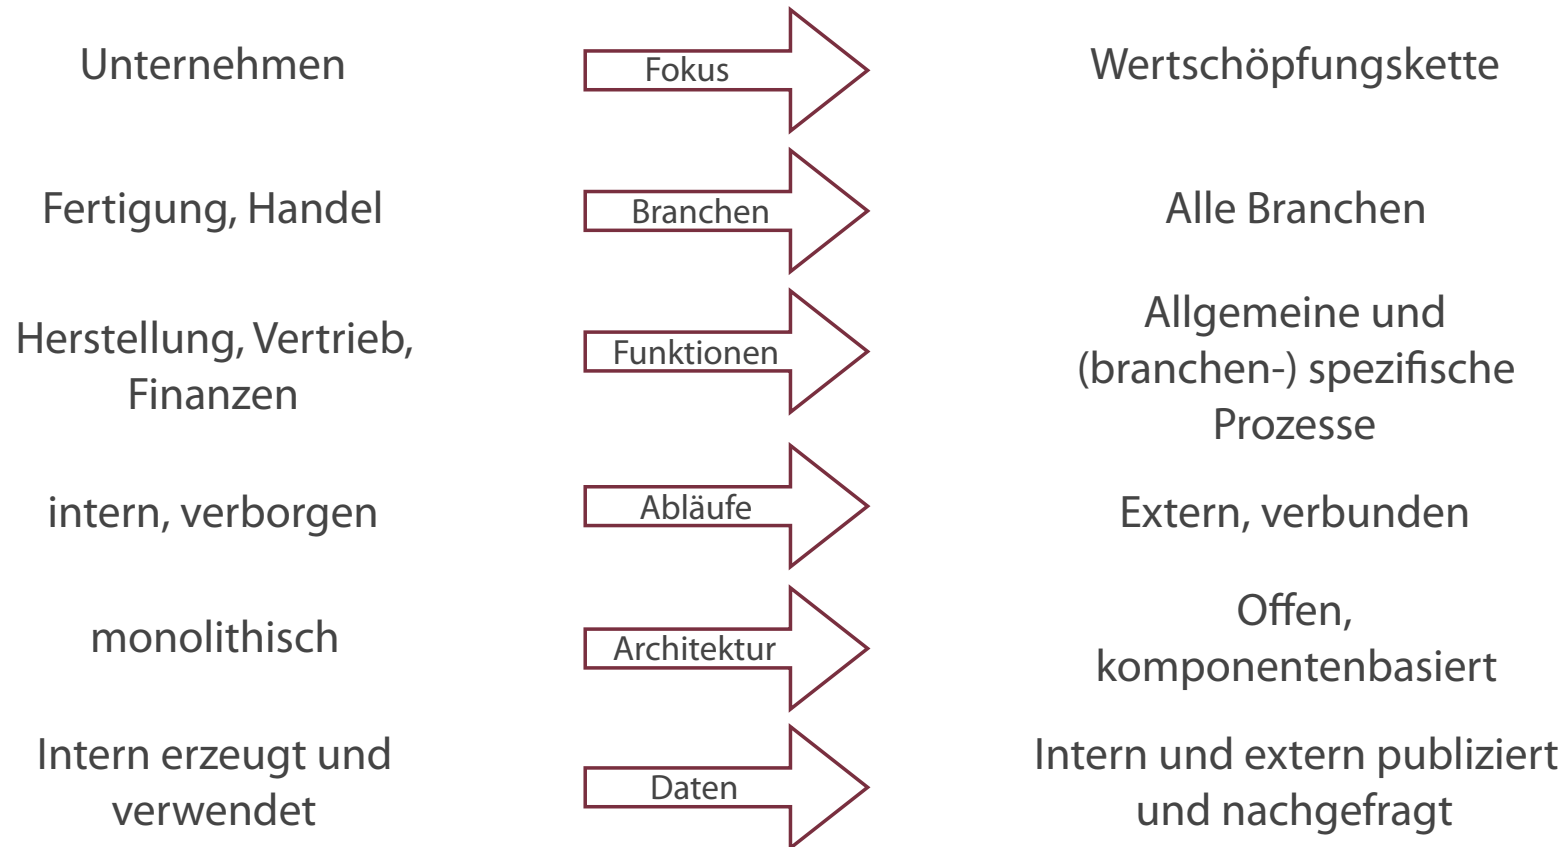 Unternehmen
Fokus
Wertschöpfungskette
Fertigung, Handel
Branchen
Alle Branchen
Herstellung, Vertrieb,
Finanzen
Funktionen
Allgemeine und
(branchen-) spezifische
Prozesse
intern, verborgen
Abläufe
Extern, verbunden
monolithisch
Architektur
Offen,
komponentenbasiert
Intern erzeugt und
verwendet
Daten
Intern und extern publiziert
und nachgefragt